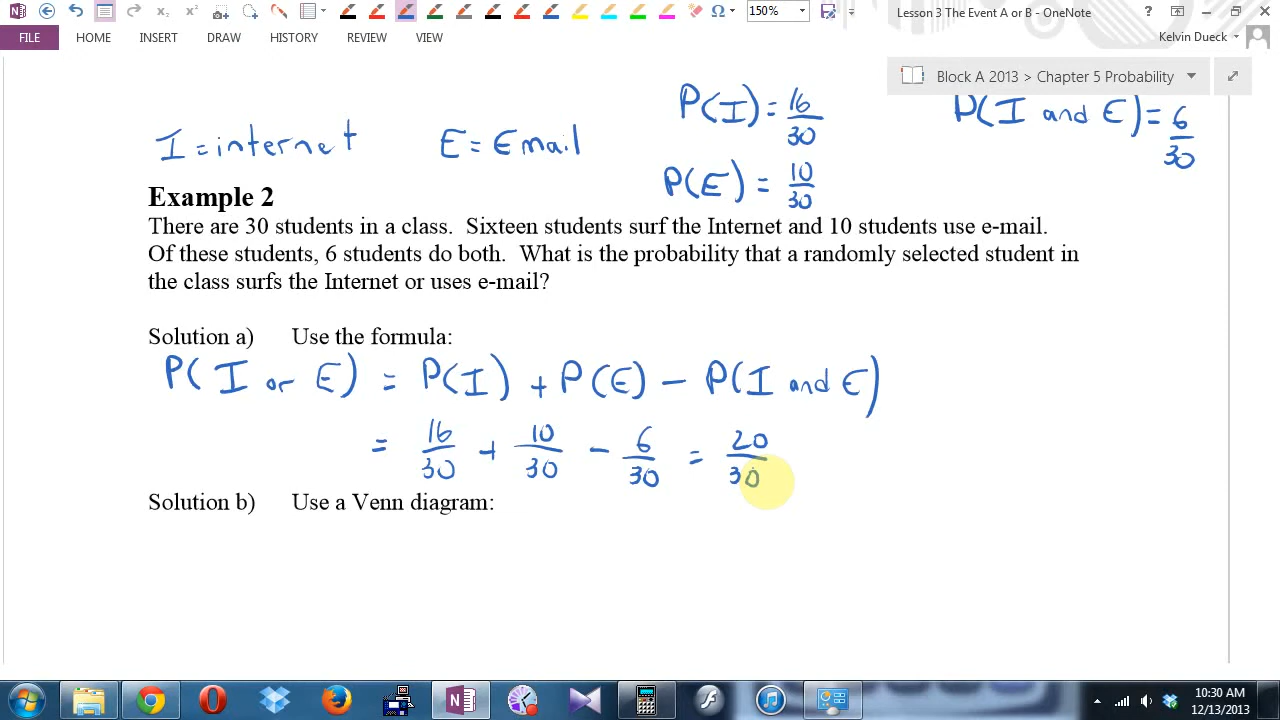 Lesson 3 The Event A or B - OneNote
150%
FILE HOME INSERT DRAW HISTORY REVIEW VIEW
Kelvin Dueck
Block A 2013 > Chapter 5 Probability
P(I) = 16/30
P(I and E) = 6/30
I = internet E = Email
P(E) = 10/30
Example 2
There are 30 students in a class. Sixteen students surf the Internet and 10 students use e-mail.
Of these students, 6 students do both. What is the probability that a randomly selected student in
the class surfs the Internet or uses e-mail?
Solution a) Use the formula:
P( I or E) = P(I) + P(E) - P(I and E)
= 16/30 + 10/30 - 6/30 = 20/30
Solution b) Use a Venn diagram:
10:30 AM
12/13/2013